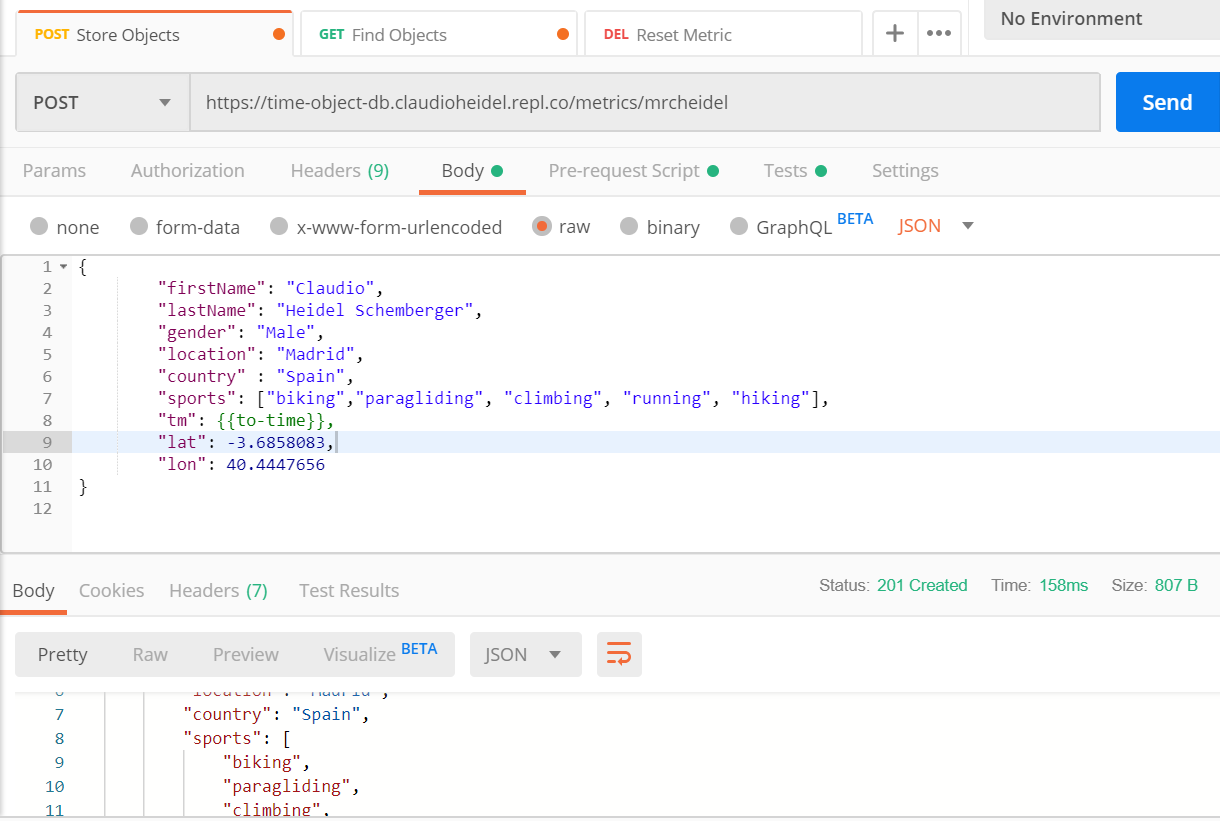 POST Store Objects GET Find Objects DEL Reset Metric + ••• No Environment
POST https://time-object-db.claudioheidel.repl.co/metrics/mrcheidel Send
Params Authorization Headers (9) Body Pre-request Script Tests Settings
none form-data x-www-form-urlencoded raw binary GraphQL BETA JSON
1 {
2 "firstName": "Claudio",
3 "lastName": "Heidel Schemberger",
4 "gender": "Male",
5 "location": "Madrid",
6 "country" : "Spain",
7 "sports": ["biking","paragliding", "climbing", "running", "hiking"],
8 "tm": {{to-time}},
9 "lat": -3.6858083,
10 "lon": 40.4447656
11 }
12
Body Cookies Headers (7) Test Results Status: 201 Created Time: 158ms Size: 807 B
Pretty Raw Preview Visualize BETA JSON
6 "location": "Madrid",
7 "country": "Spain",
8 "sports": [
9 "biking",
10 "paragliding",
11 "climbing",